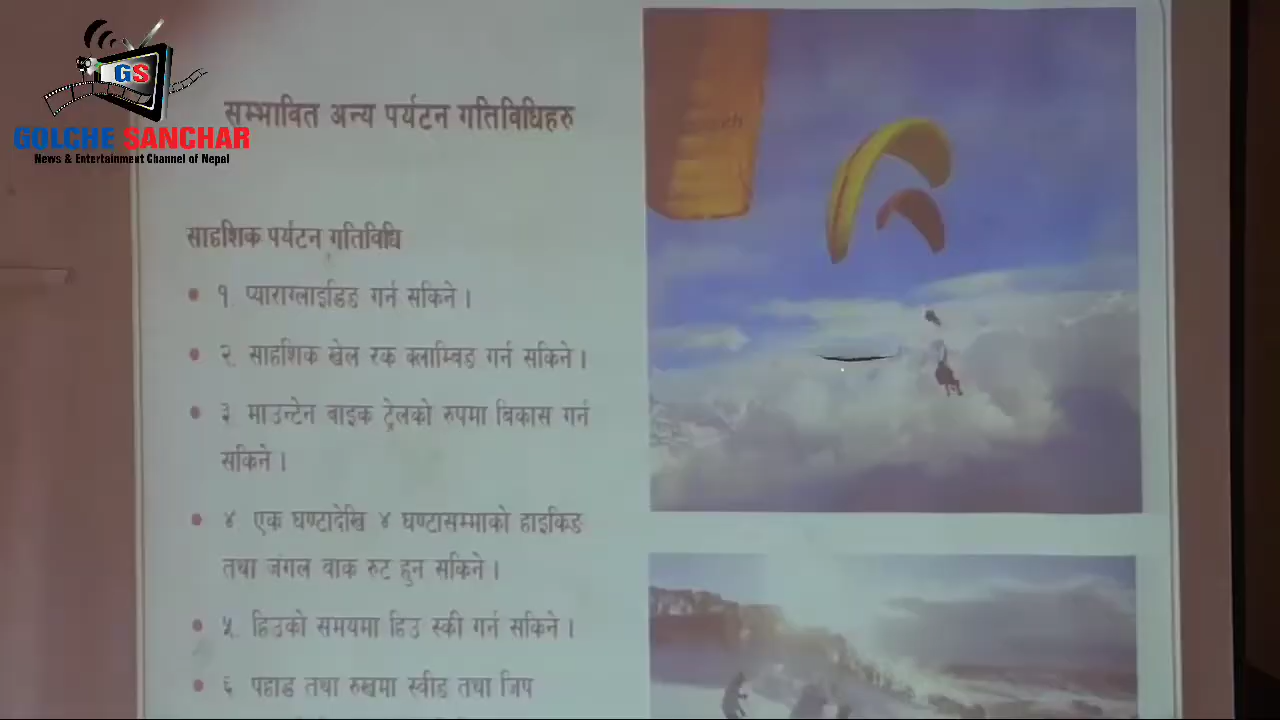 GS
GOLCHE SANCHAR
News & Entertainment Channel of Nepal
सम्भावित अन्य पर्यटन गतिविधिहरु
साहशिक पर्यटन गतिविधि
• १. प्याराग्लाईडिङ गर्न सकिने ।
• २. साहशिक खेल रक क्लाम्विङ गर्न सकिने ।
• ३. माउन्टेन बाइक ट्रेलको रुपमा बिकास गर्न
सकिने ।
• ४ एक घण्टादेखि ४ घण्टासम्माको हाइकिङ
तथा जंगल वाक रुट हुन सकिने ।
• ५. हिउको समयमा हिउ स्की गर्न सकिने ।
• ६ पहाड तथा रुखमा स्वीङ तथा जिप